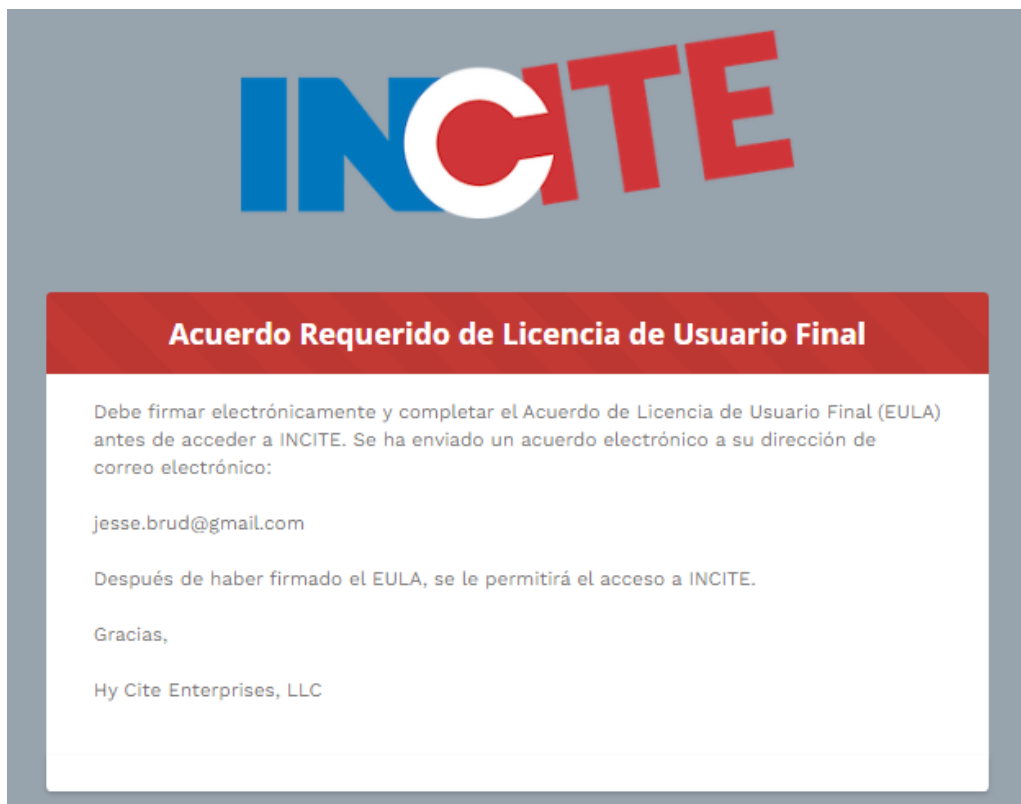 INCITE
Acuerdo Requerido de Licencia de Usuario Final
Debe firmar electrónicamente y completar el Acuerdo de Licencia de Usuario Final (EULA)
antes de acceder a INCITE. Se ha enviado un acuerdo electrónico a su dirección de
correo electrónico:
jesse.brud@gmail.com
Después de haber firmado el EULA, se le permitirá el acceso a INCITE.
Gracias,
Hy Cite Enterprises, LLC